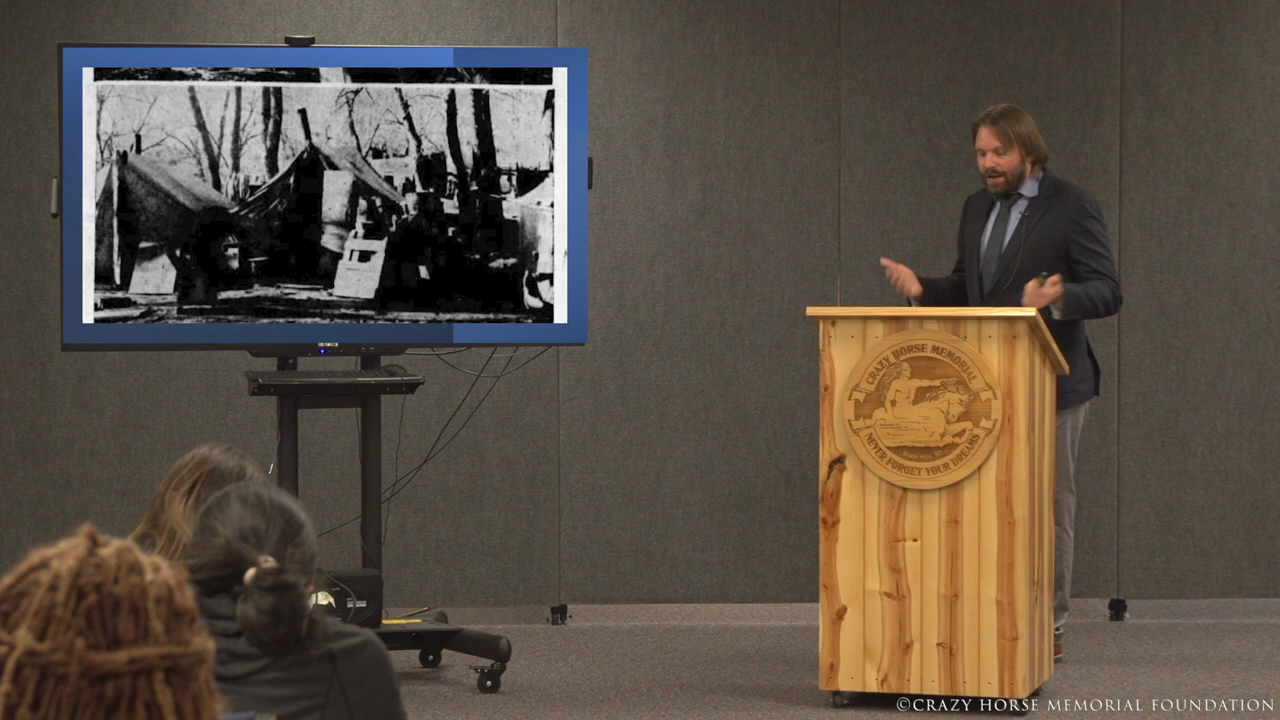 CRAZY HORSE MEMORIAL
NEVER FORGET YOUR DREAMS
©CRAZY HORSE MEMORIAL FOUNDATION